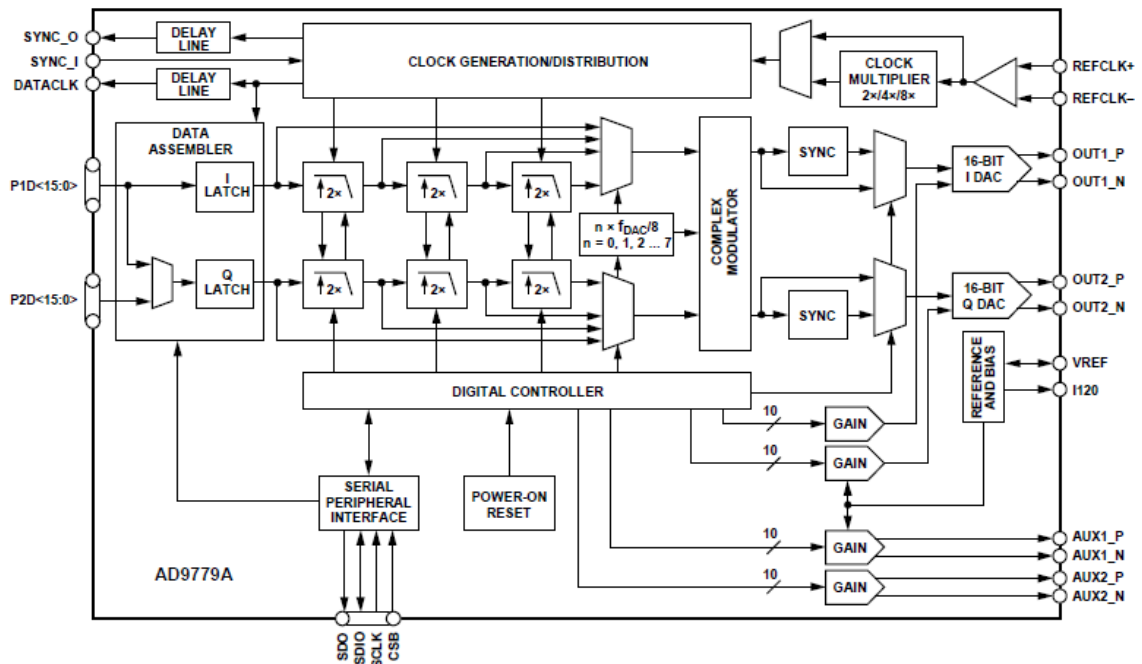 SYNC_O
SYNC_I
DATACLK
DELAY
LINE
DELAY
LINE
CLOCK GENERATION/DISTRIBUTION
CLOCK
MULTIPLIER
2×/4×/8×
REFCLK+
REFCLK–
DATA
ASSEMBLER
P1D<15:0>
I
LATCH
2×
2×
2×
n × fDAC/8
n = 0, 1, 2 ... 7
COMPLEX
MODULATOR
SYNC
16-BIT
I DAC
OUT1_P
OUT1_N
P2D<15:0>
Q
LATCH
2×
2×
2×
SYNC
16-BIT
Q DAC
OUT2_P
OUT2_N
REFERENCE
AND BIAS
VREF
I120
DIGITAL CONTROLLER
10
GAIN
10
GAIN
SERIAL
PERIPHERAL
INTERFACE
POWER-ON
RESET
10
GAIN
AUX1_P
AUX1_N
10
GAIN
AUX2_P
AUX2_N
AD9779A
SDO
SDIO
SCLK
CSB